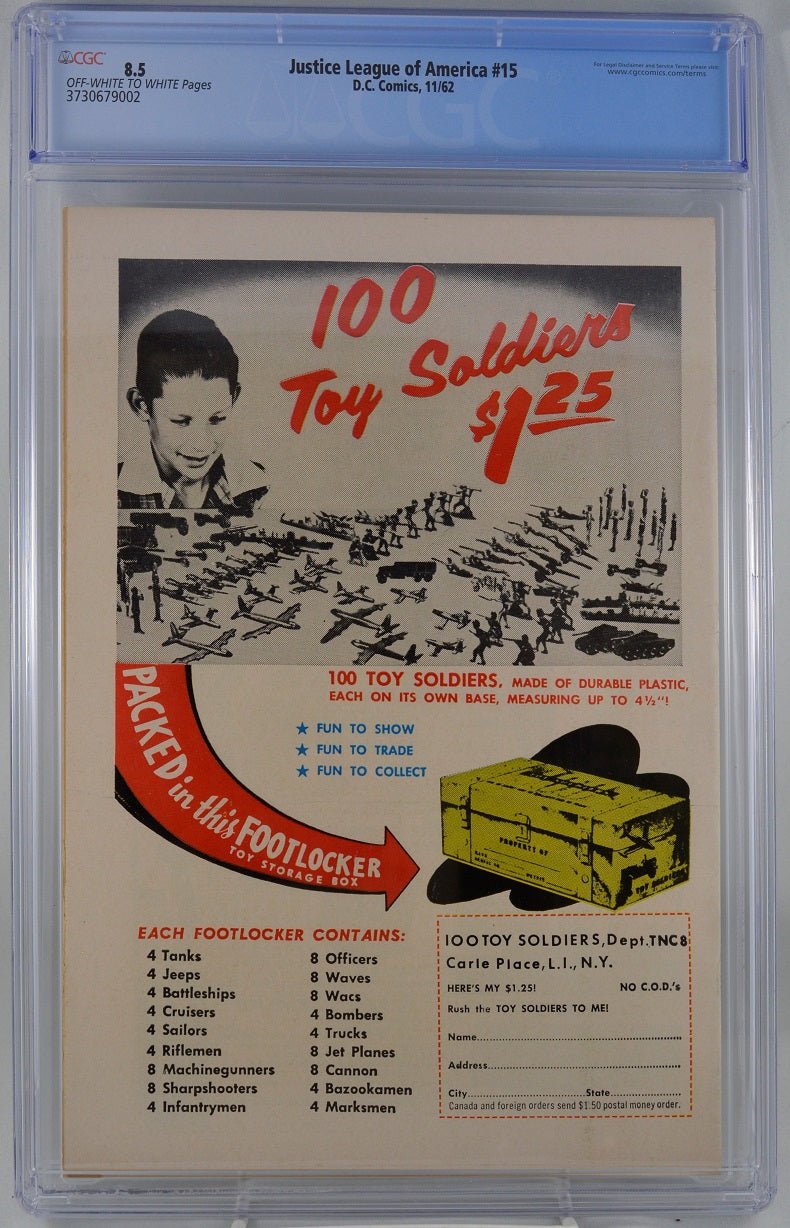 CGC
8.5
OFF-WHITE TO WHITE Pages
3730679002
Justice League of America #15
D.C. Comics, 11/62
For Legal Disclaimer and Service Terms please visit:
www.cgccomics.com/terms
CGC
100
Toy Soldiers
$1.25
100 TOY SOLDIERS, MADE OF DURABLE PLASTIC,
EACH ON ITS OWN BASE, MEASURING UP TO 4½"!
★ FUN TO SHOW
★ FUN TO TRADE
★ FUN TO COLLECT
PACKED in this FOOTLOCKER
TOY STORAGE BOX
PROPERTY OF
TOY SOLDIERS
EACH FOOTLOCKER CONTAINS:
4 Tanks
4 Jeeps
4 Battleships
4 Cruisers
4 Sailors
4 Riflemen
8 Machinegunners
8 Sharpshooters
4 Infantrymen
8 Officers
8 Waves
8 Wacs
4 Bombers
4 Trucks
8 Jet Planes
8 Cannon
4 Bazookamen
4 Marksmen
100 TOY SOLDIERS, Dept. TNC8
Carle Place, L.I., N.Y.
HERE'S MY $1.25! NO C.O.D.'s
Rush the TOY SOLDIERS TO ME!
Name
Address
City State
Canada and foreign orders send $1.50 postal money order.